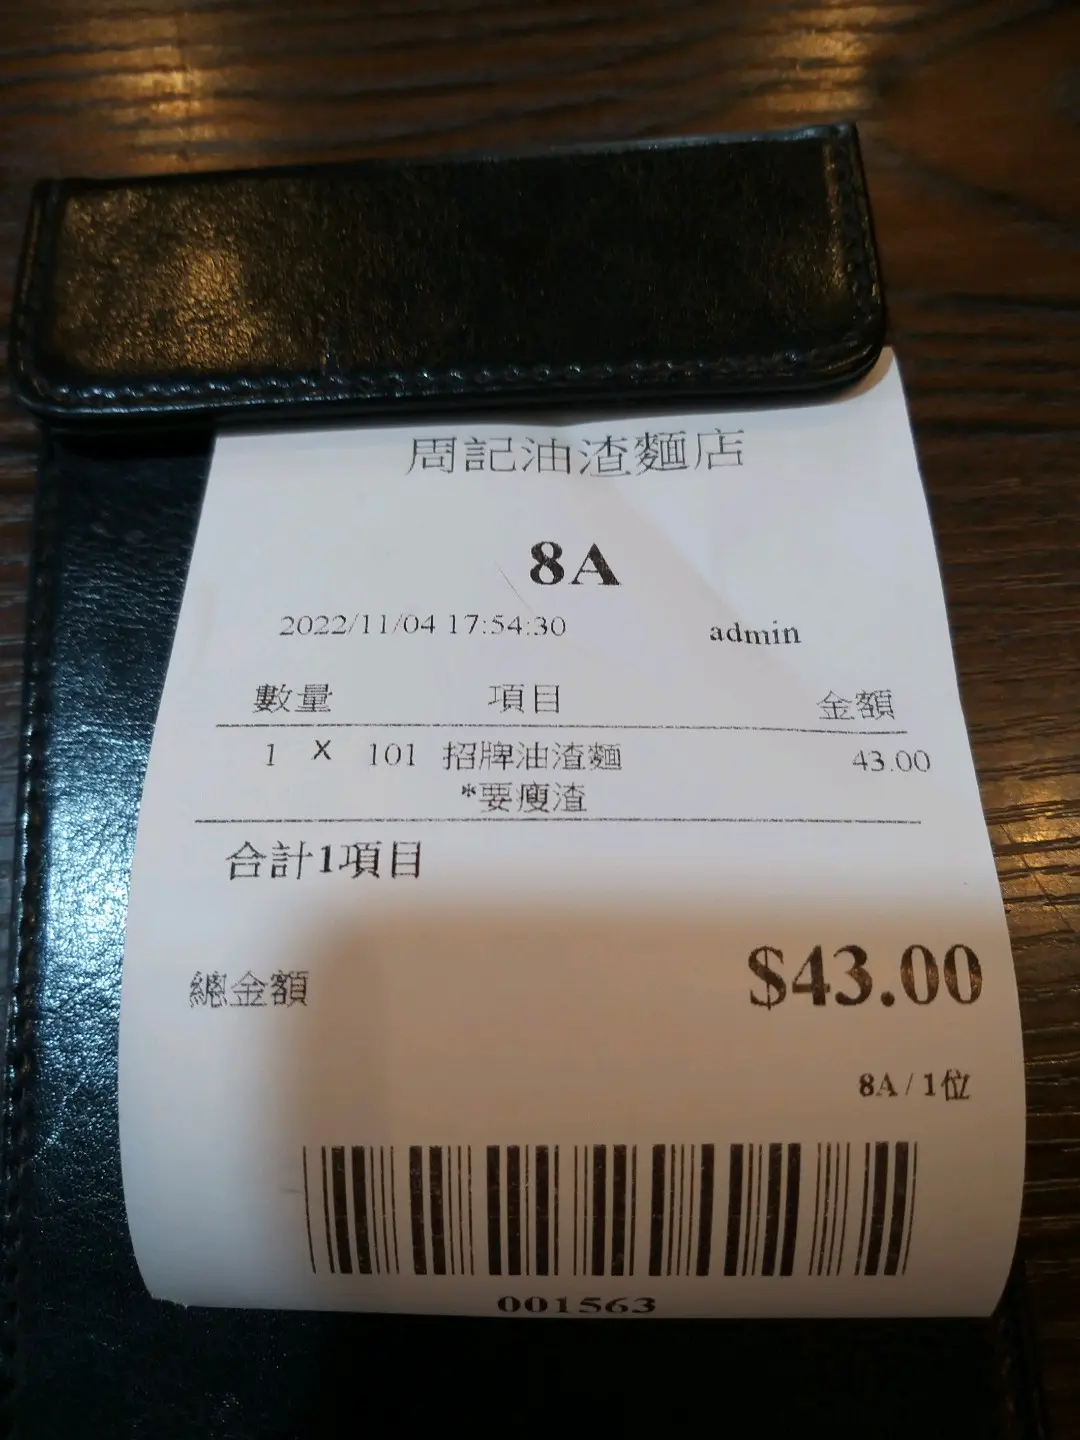 周記油渣麵店
8A
2022/11/04 17:54:30 admin
數量 項目 金額
1 X 101 招牌油渣麵 43.00
*要瘦渣
合計1項目
總金額 $43.00
8A / 1位
001563